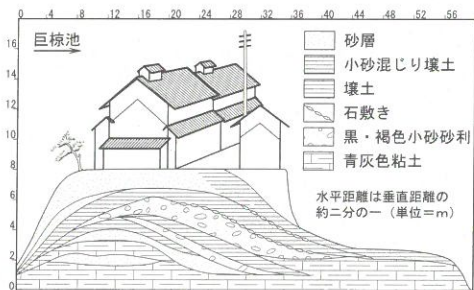 0 4 8 12 16 20 24 28 32 36 40 44 48 52 56
巨椋池
16
14
12
10
8
6
4
2
0
砂層
小砂混じり壌土
壌土
石敷き
黒・褐色小砂砂利
青灰色粘土
水平距離は垂直距離の
約二分の一（単位＝m）